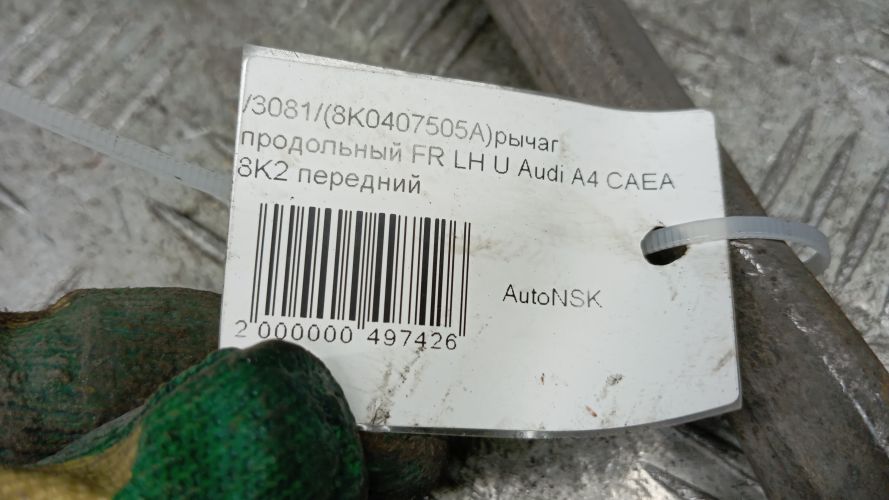 /3081/(8K0407505A)рычаг
продольный FR LH U Audi A4 CAEA
8K2 передний
AutoNSK
2 000000 497426